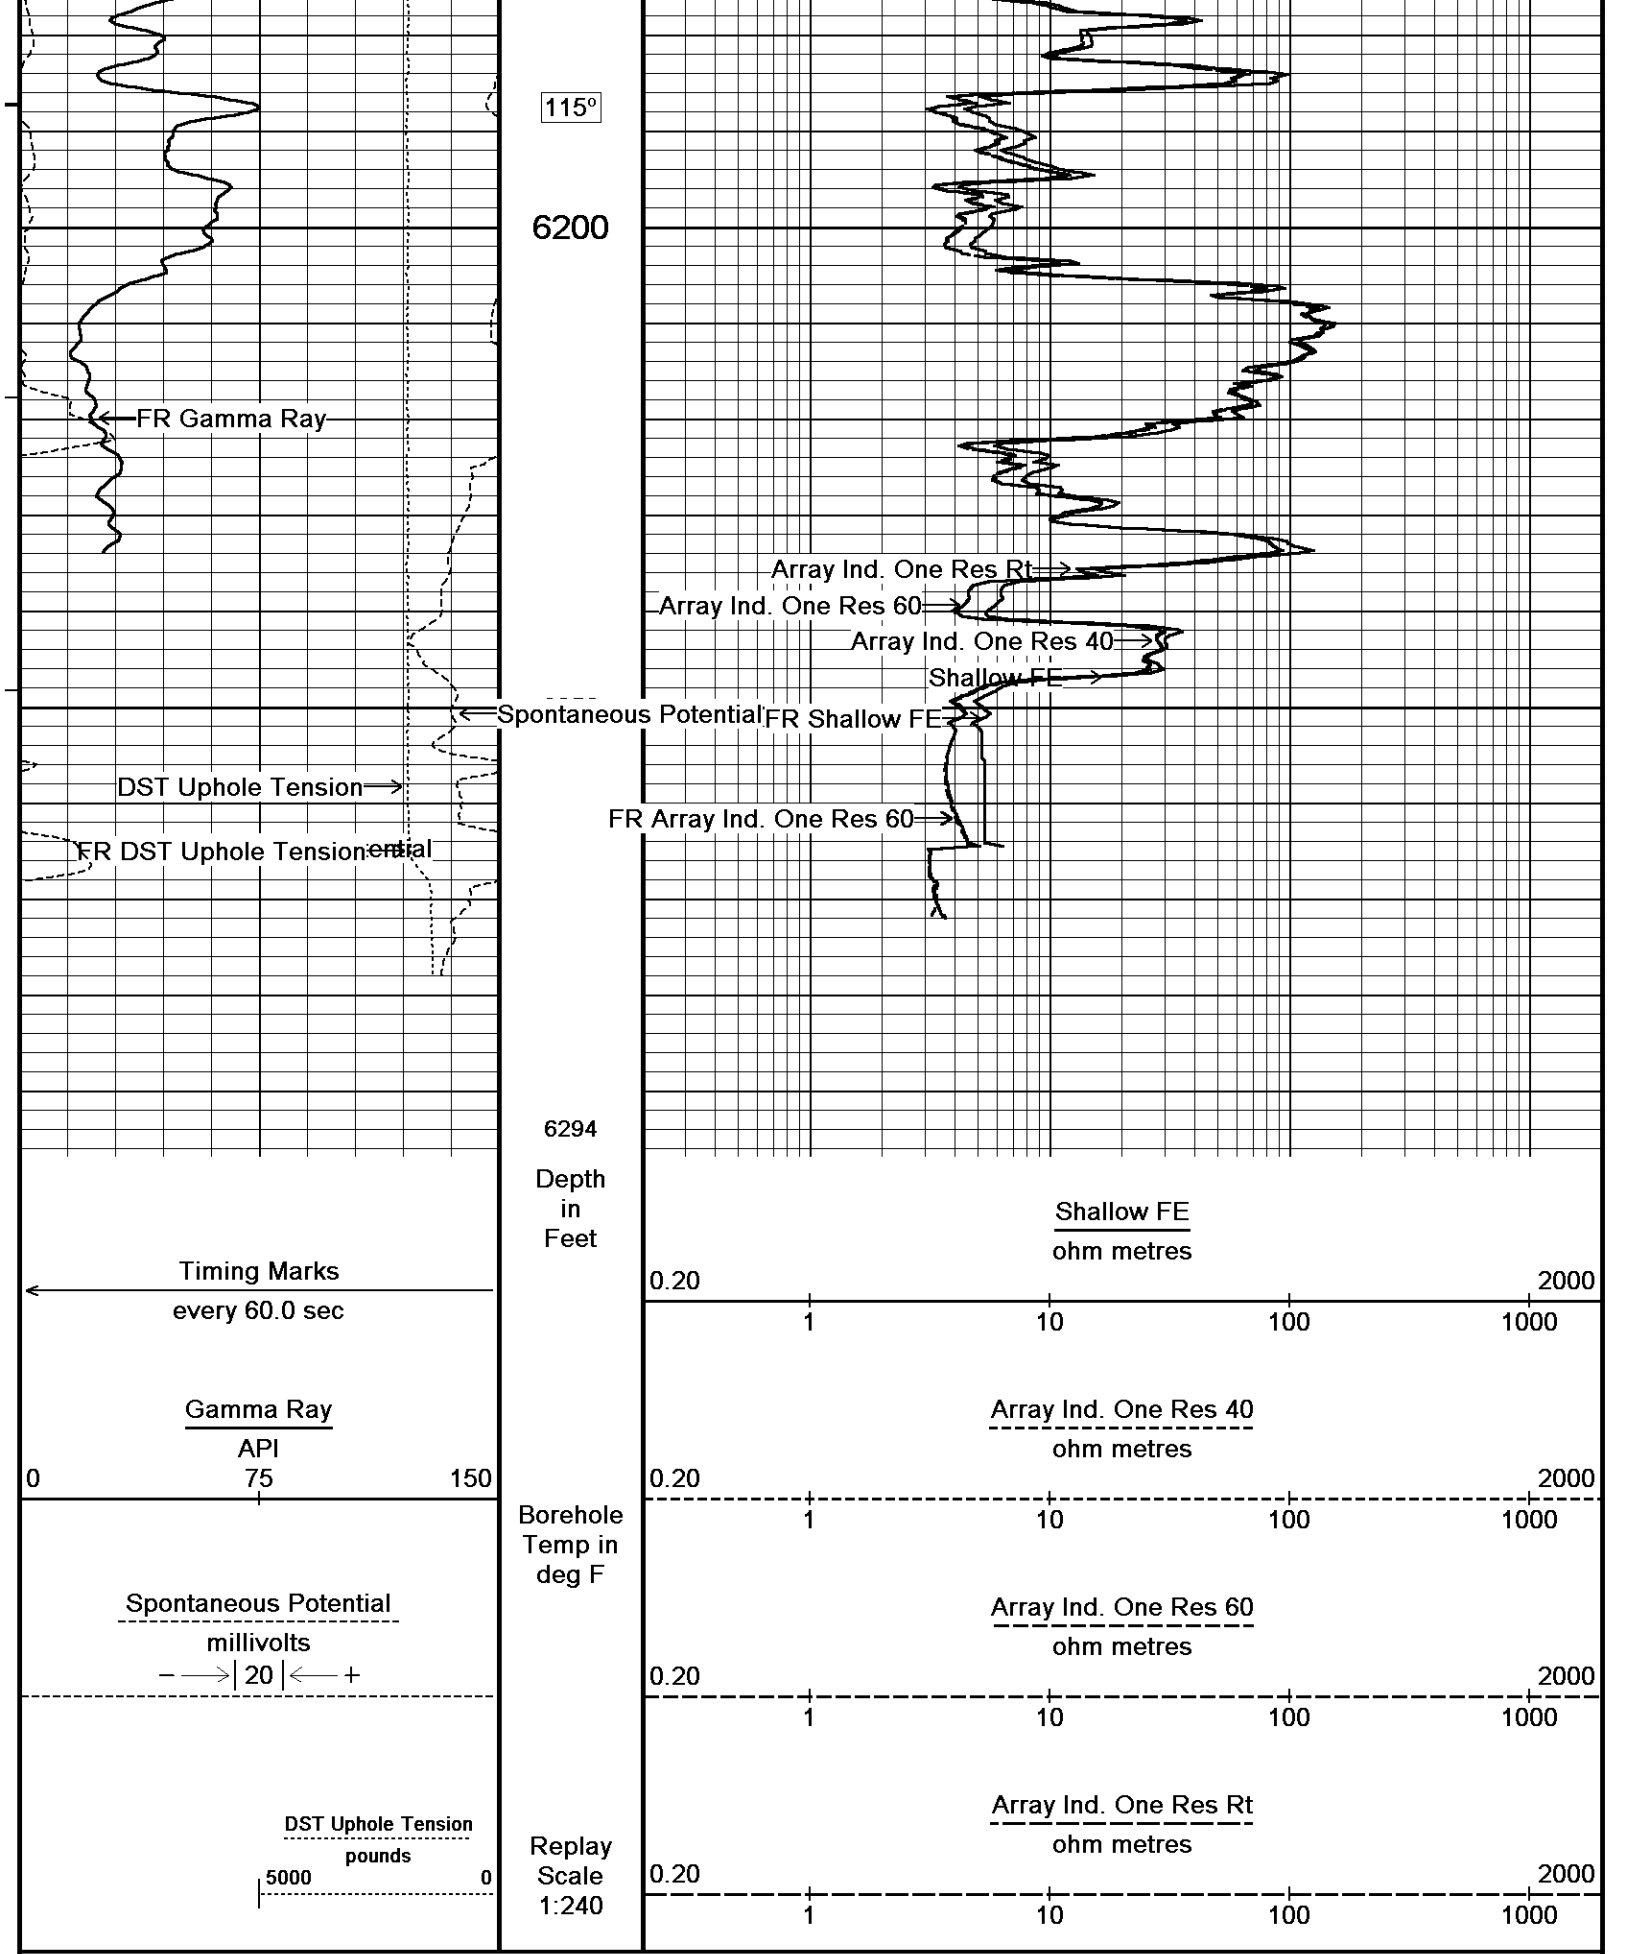 115º
6200
FR Gamma Ray
Array Ind. One Res Rt
Array Ind. One Res 60
Array Ind. One Res 40
Shallow FE
Spontaneous Potential
FR Shallow FE
DST Uphole Tension
FR Array Ind. One Res 60
FR DST Uphole Tension
6294
Depth
in
Feet
Timing Marks
every 60.0 sec
Gamma Ray
API
0 75 150
Borehole
Temp in
deg F
Spontaneous Potential
millivolts
− 20 +
DST Uphole Tension
pounds
5000 0
Replay
Scale
1:240
Shallow FE
ohm metres
0.20 2000
1 10 100 1000
Array Ind. One Res 40
ohm metres
0.20 2000
1 10 100 1000
Array Ind. One Res 60
ohm metres
0.20 2000
1 10 100 1000
Array Ind. One Res Rt
ohm metres
0.20 2000
1 10 100 1000